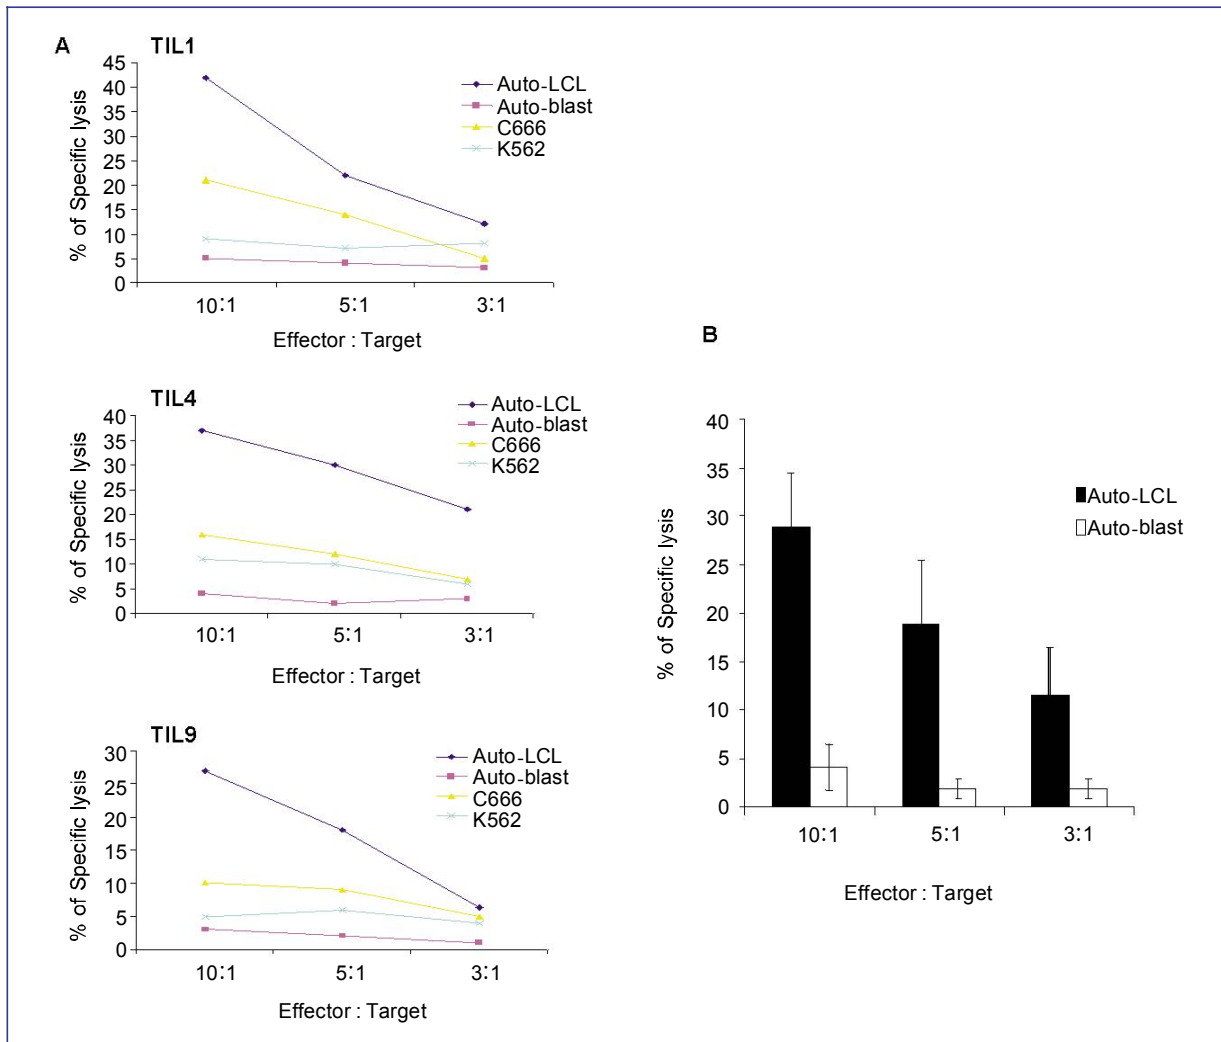 A
TIL1
% of Specific lysis
45
40
35
30
25
20
15
10
5
0
10:1 5:1 3:1
Effector : Target
Auto-LCL
Auto-blast
C666
K562
TIL4
% of Specific lysis
40
35
30
25
20
15
10
5
0
10:1 5:1 3:1
Effector : Target
Auto-LCL
Auto-blast
C666
K562
TIL9
% of Specific lysis
30
25
20
15
10
5
0
10:1 5:1 3:1
Effector : Target
Auto-LCL
Auto-blast
C666
K562
B
% of Specific lysis
40
35
30
25
20
15
10
5
0
10:1 5:1 3:1
Effector : Target
Auto-LCL
Auto-blast